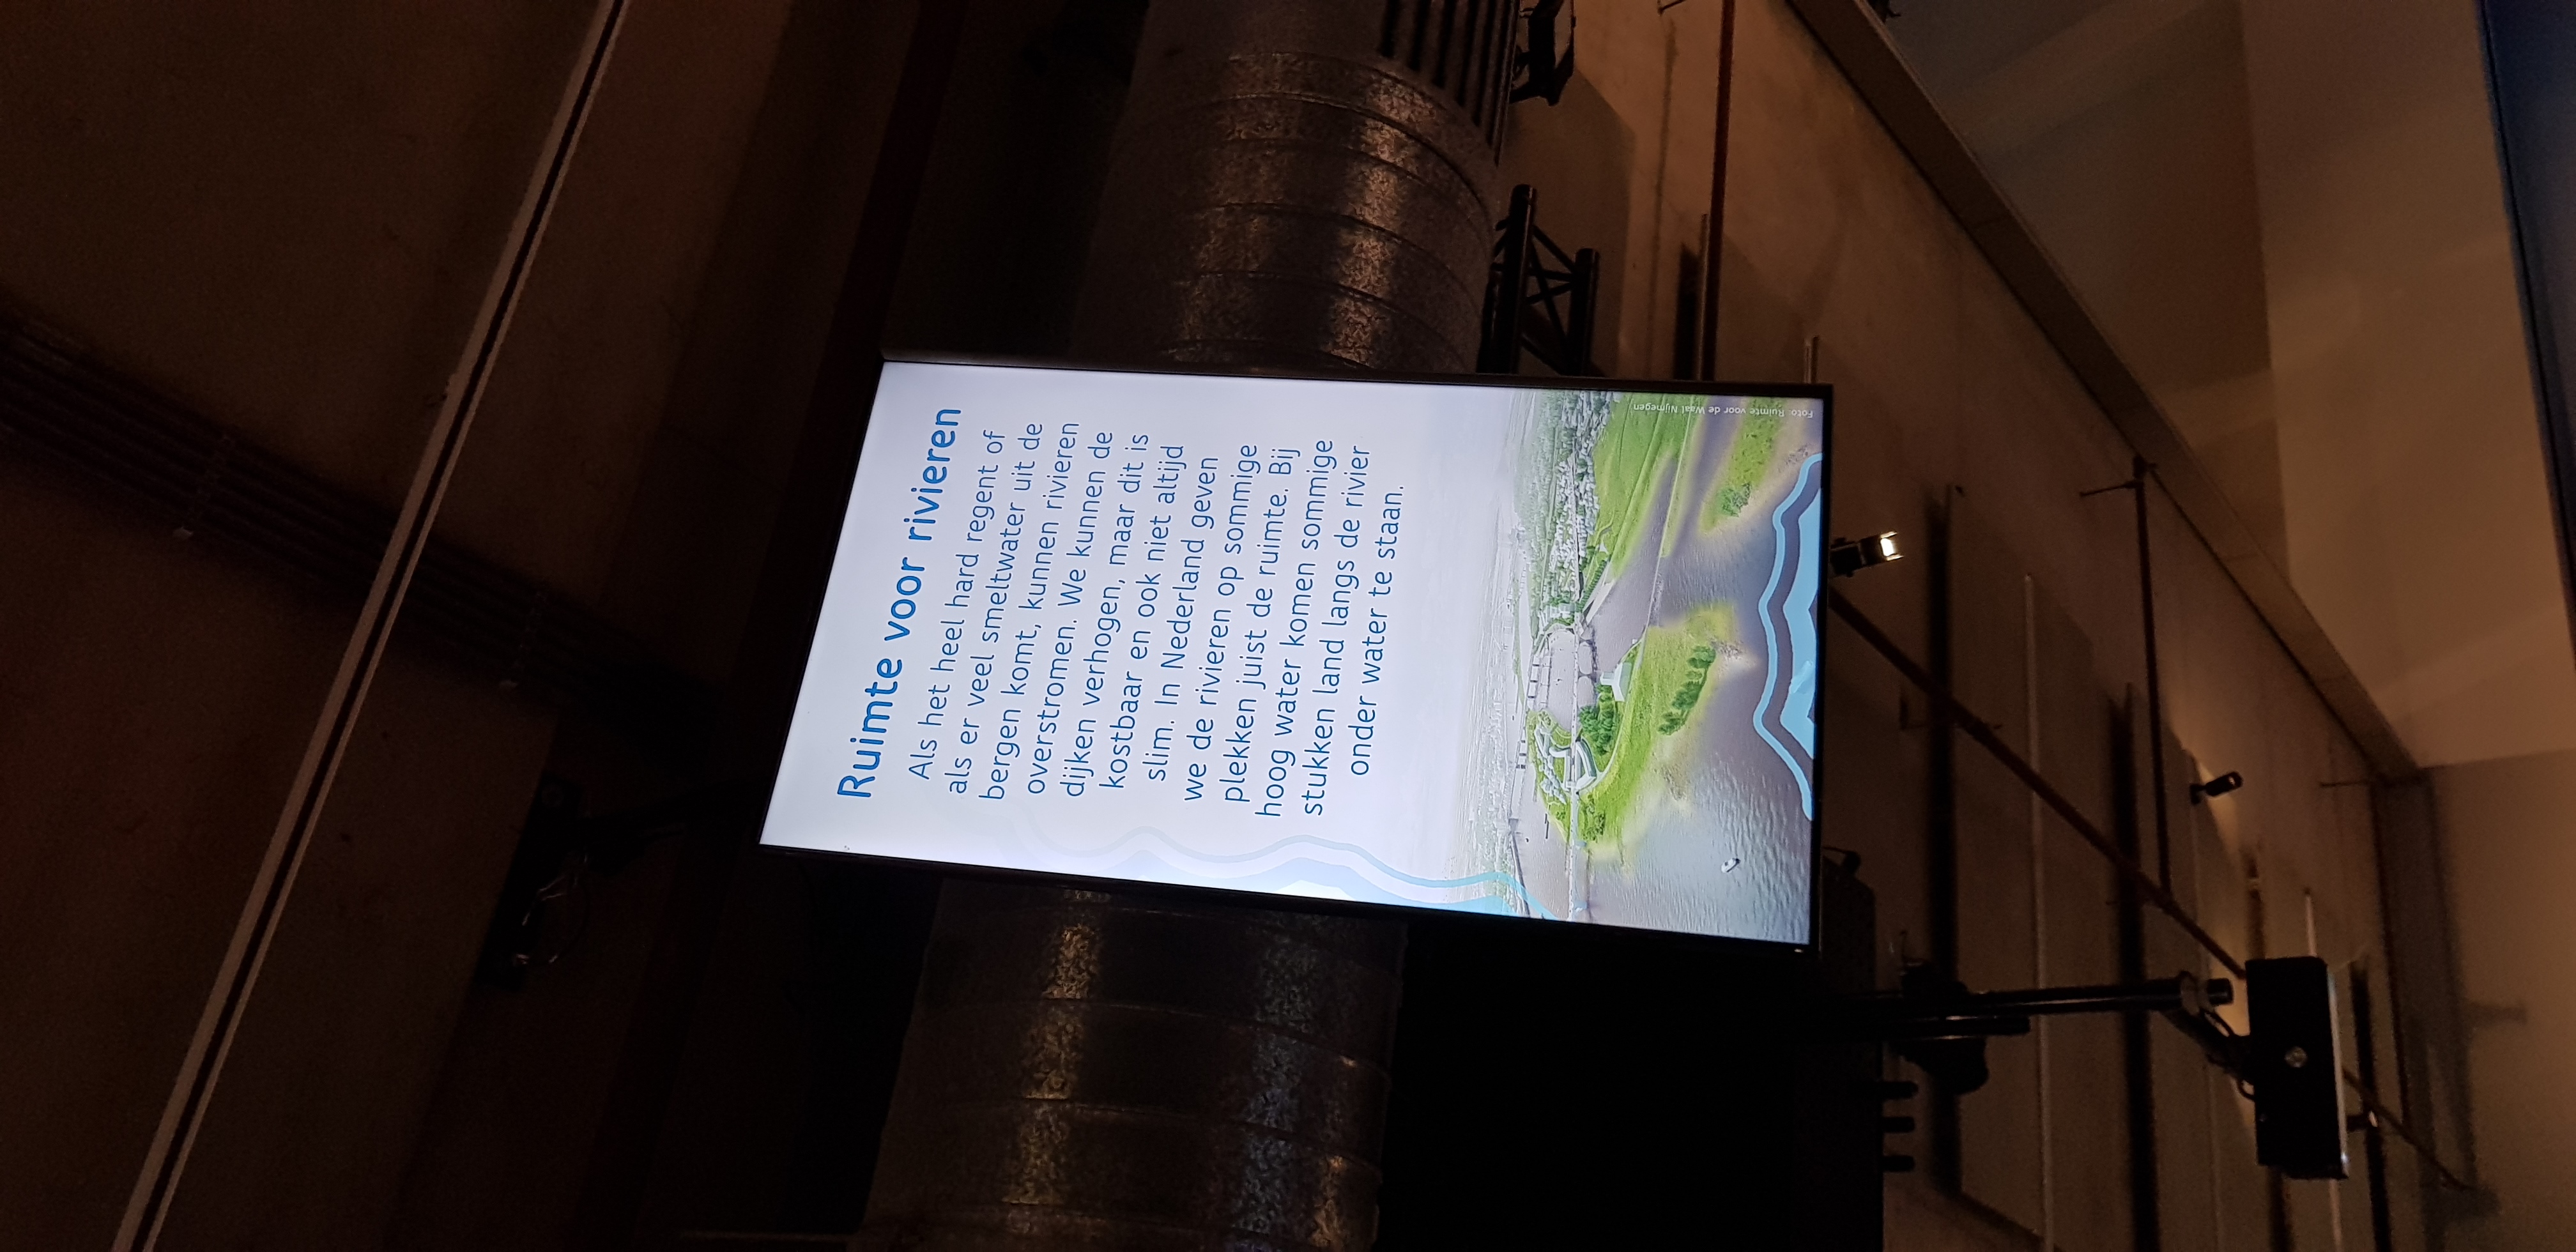 Ruimte voor rivieren
Als het heel hard regent of
als er veel smeltwater uit de
bergen komt, kunnen rivieren
overstromen. We kunnen de
dijken verhogen, maar dit is
kostbaar en ook niet altijd
slim. In Nederland geven
we de rivieren op sommige
plekken juist de ruimte. Bij
hoog water komen sommige
stukken land langs de rivier
onder water te staan.
Foto Ruimte voor de Waal Nijmegen